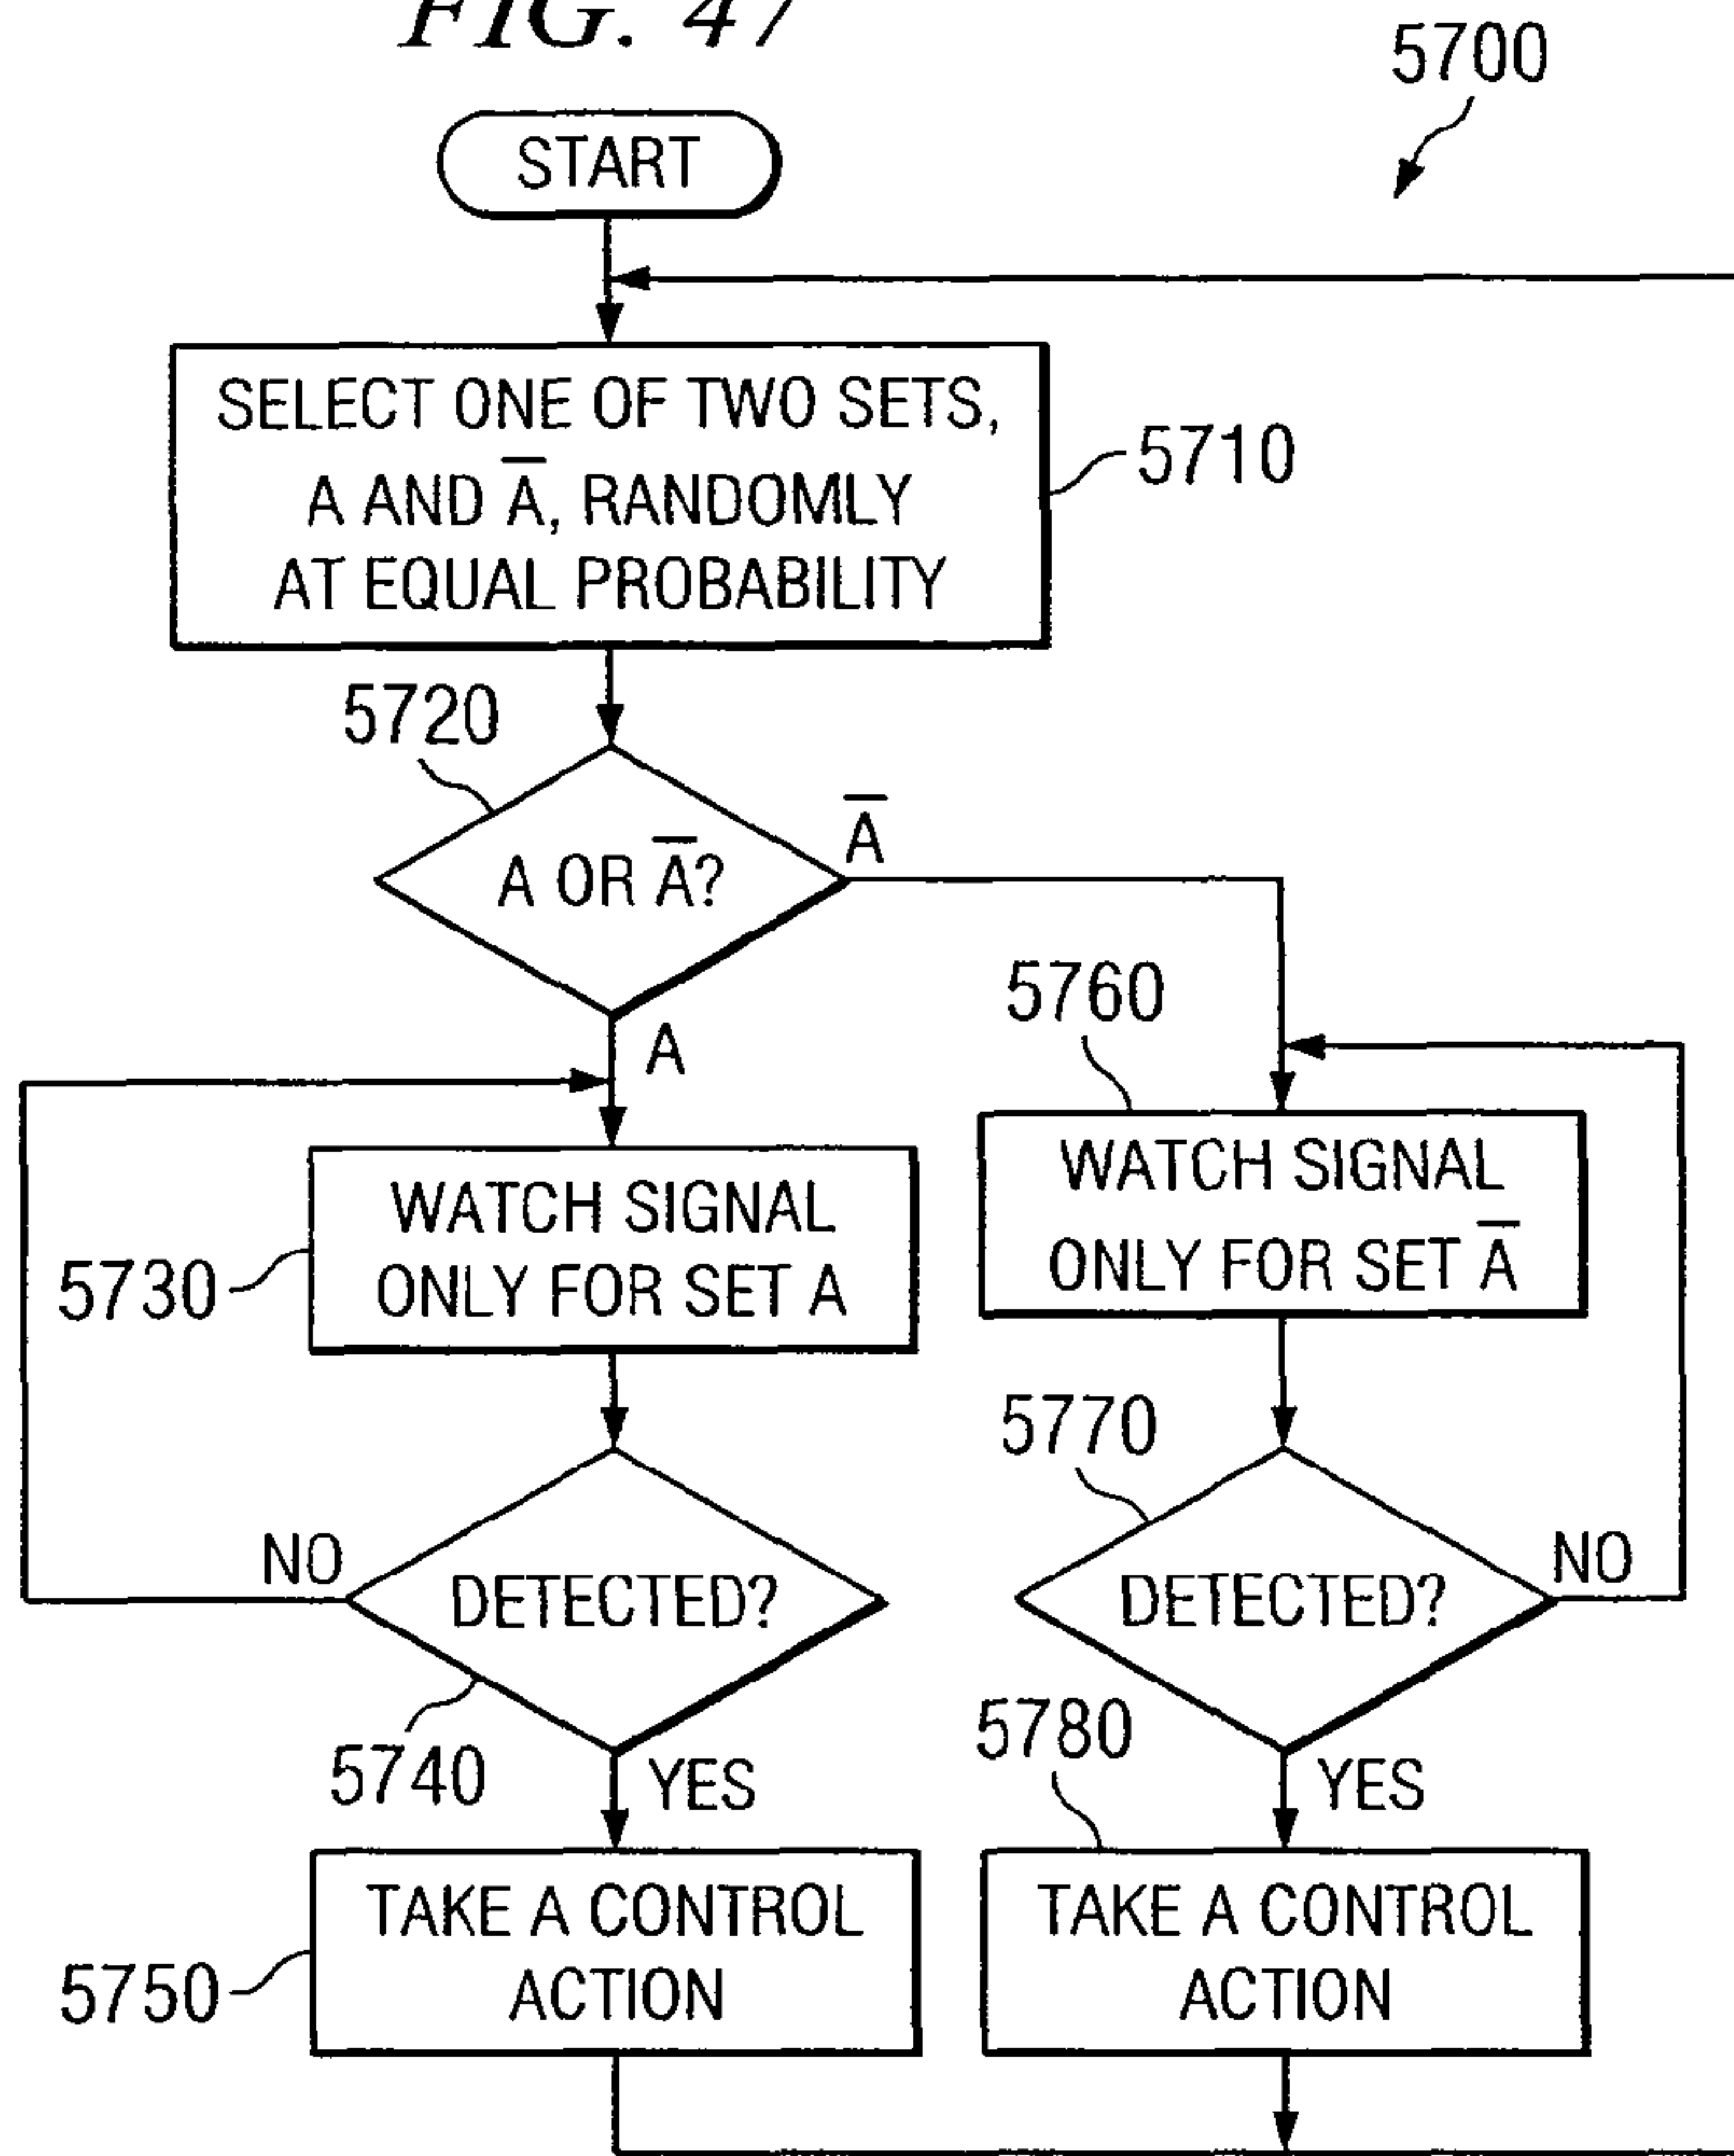 FIG. 47
5700
START
SELECT ONE OF TWO SETS,
A AND A̅, RANDOMLY
AT EQUAL PROBABILITY
5710
5720
A OR A̅?
A̅
A
5760
WATCH SIGNAL
ONLY FOR SET A
5730
WATCH SIGNAL
ONLY FOR SET A̅
5770
DETECTED?
NO
5740
YES
DETECTED?
NO
5780
YES
TAKE A CONTROL
ACTION
5750
TAKE A CONTROL
ACTION